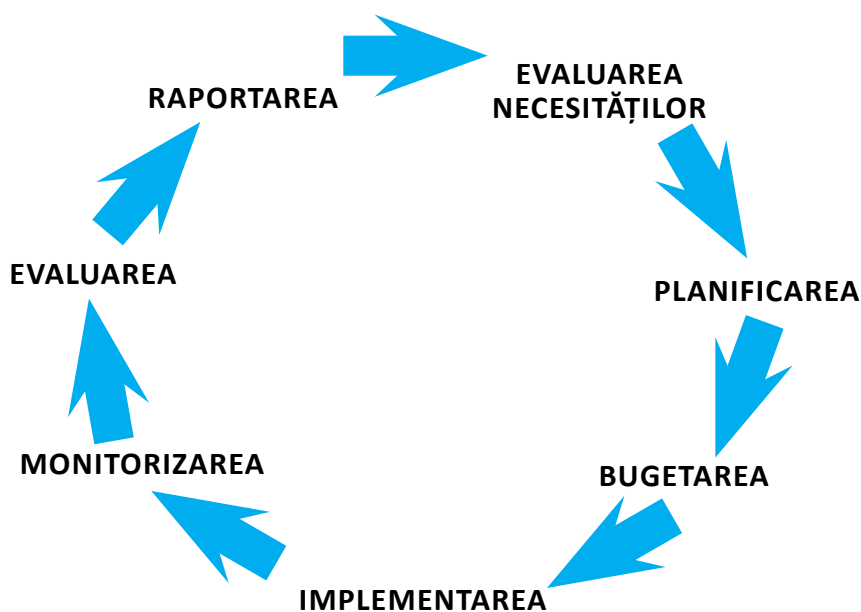 RAPORTAREA
EVALUAREA
NECESITĂȚILOR
PLANIFICAREA
BUGETAREA
IMPLEMENTAREA
MONITORIZAREA
EVALUAREA